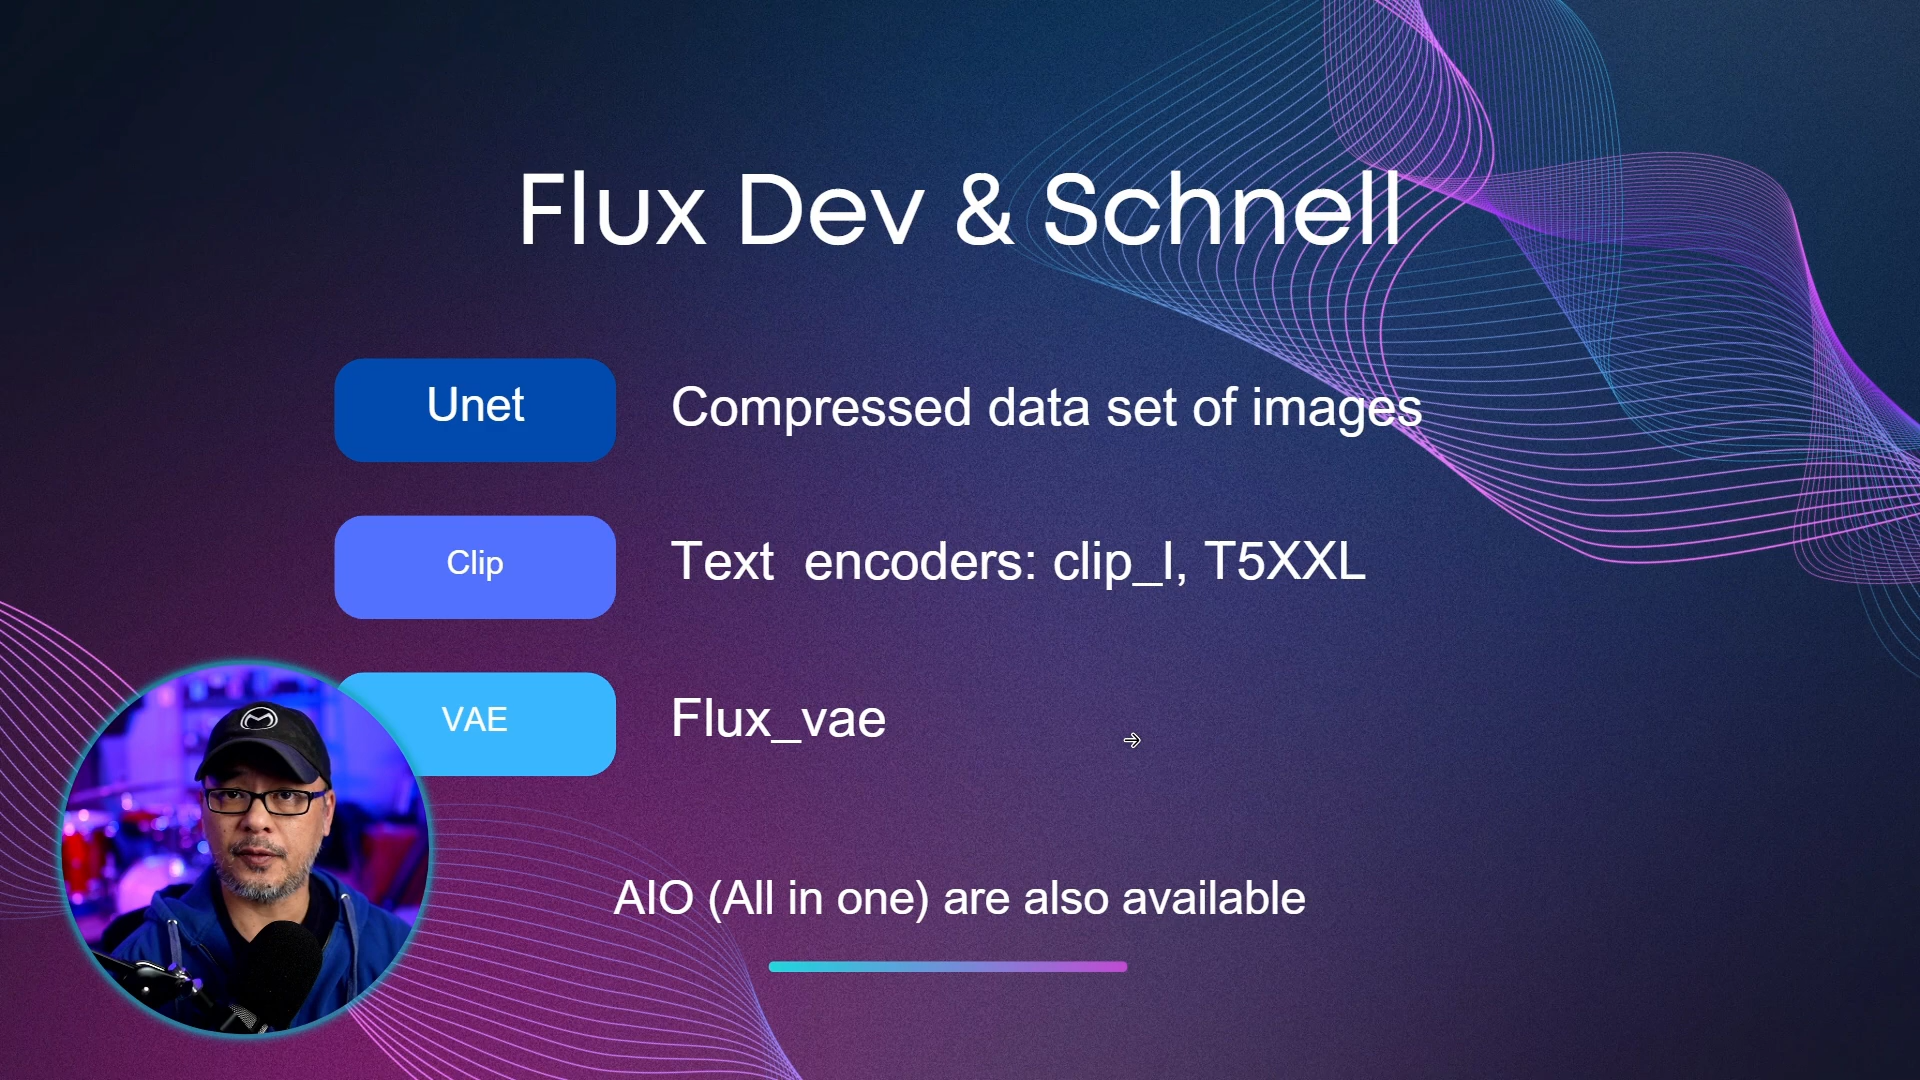 Flux Dev & Schnell
Unet
Compressed data set of images
Clip
Text  encoders: clip_l, T5XXL
VAE
Flux_vae
AIO (All in one) are also available